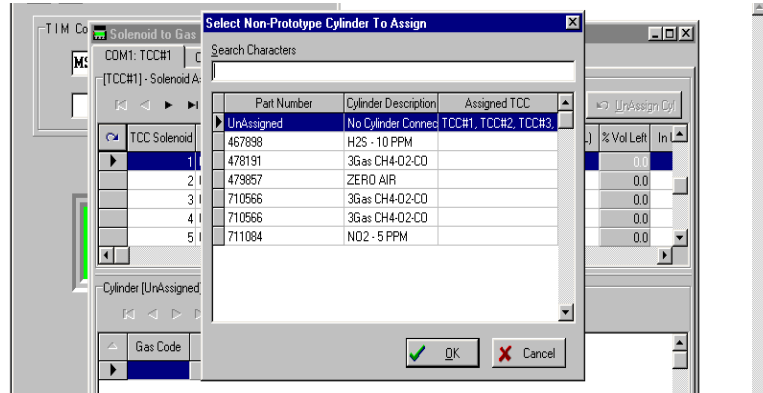 TIM Co
MS
Solenoid to Gas
COM1: TCC#1
[TCC#1] - Solenoid A
UnAssign Cyl
TCC Solenoid
% Vol Left
In
1
0.0
2
0.0
3
0.0
4
0.0
5
0.0
Cylinder [UnAssigned]
Gas Code
Select Non-Prototype Cylinder To Assign
Search Characters
Part Number Cylinder Description Assigned TCC
UnAssigned No Cylinder Connec TCC#1, TCC#2, TCC#3,
467898 H2S - 10 PPM
478191 3Gas CH4-O2-CO
479857 ZERO AIR
710566 3Gas CH4-O2-CO
710566 3Gas CH4-O2-CO
711084 NO2 - 5 PPM
OK Cancel